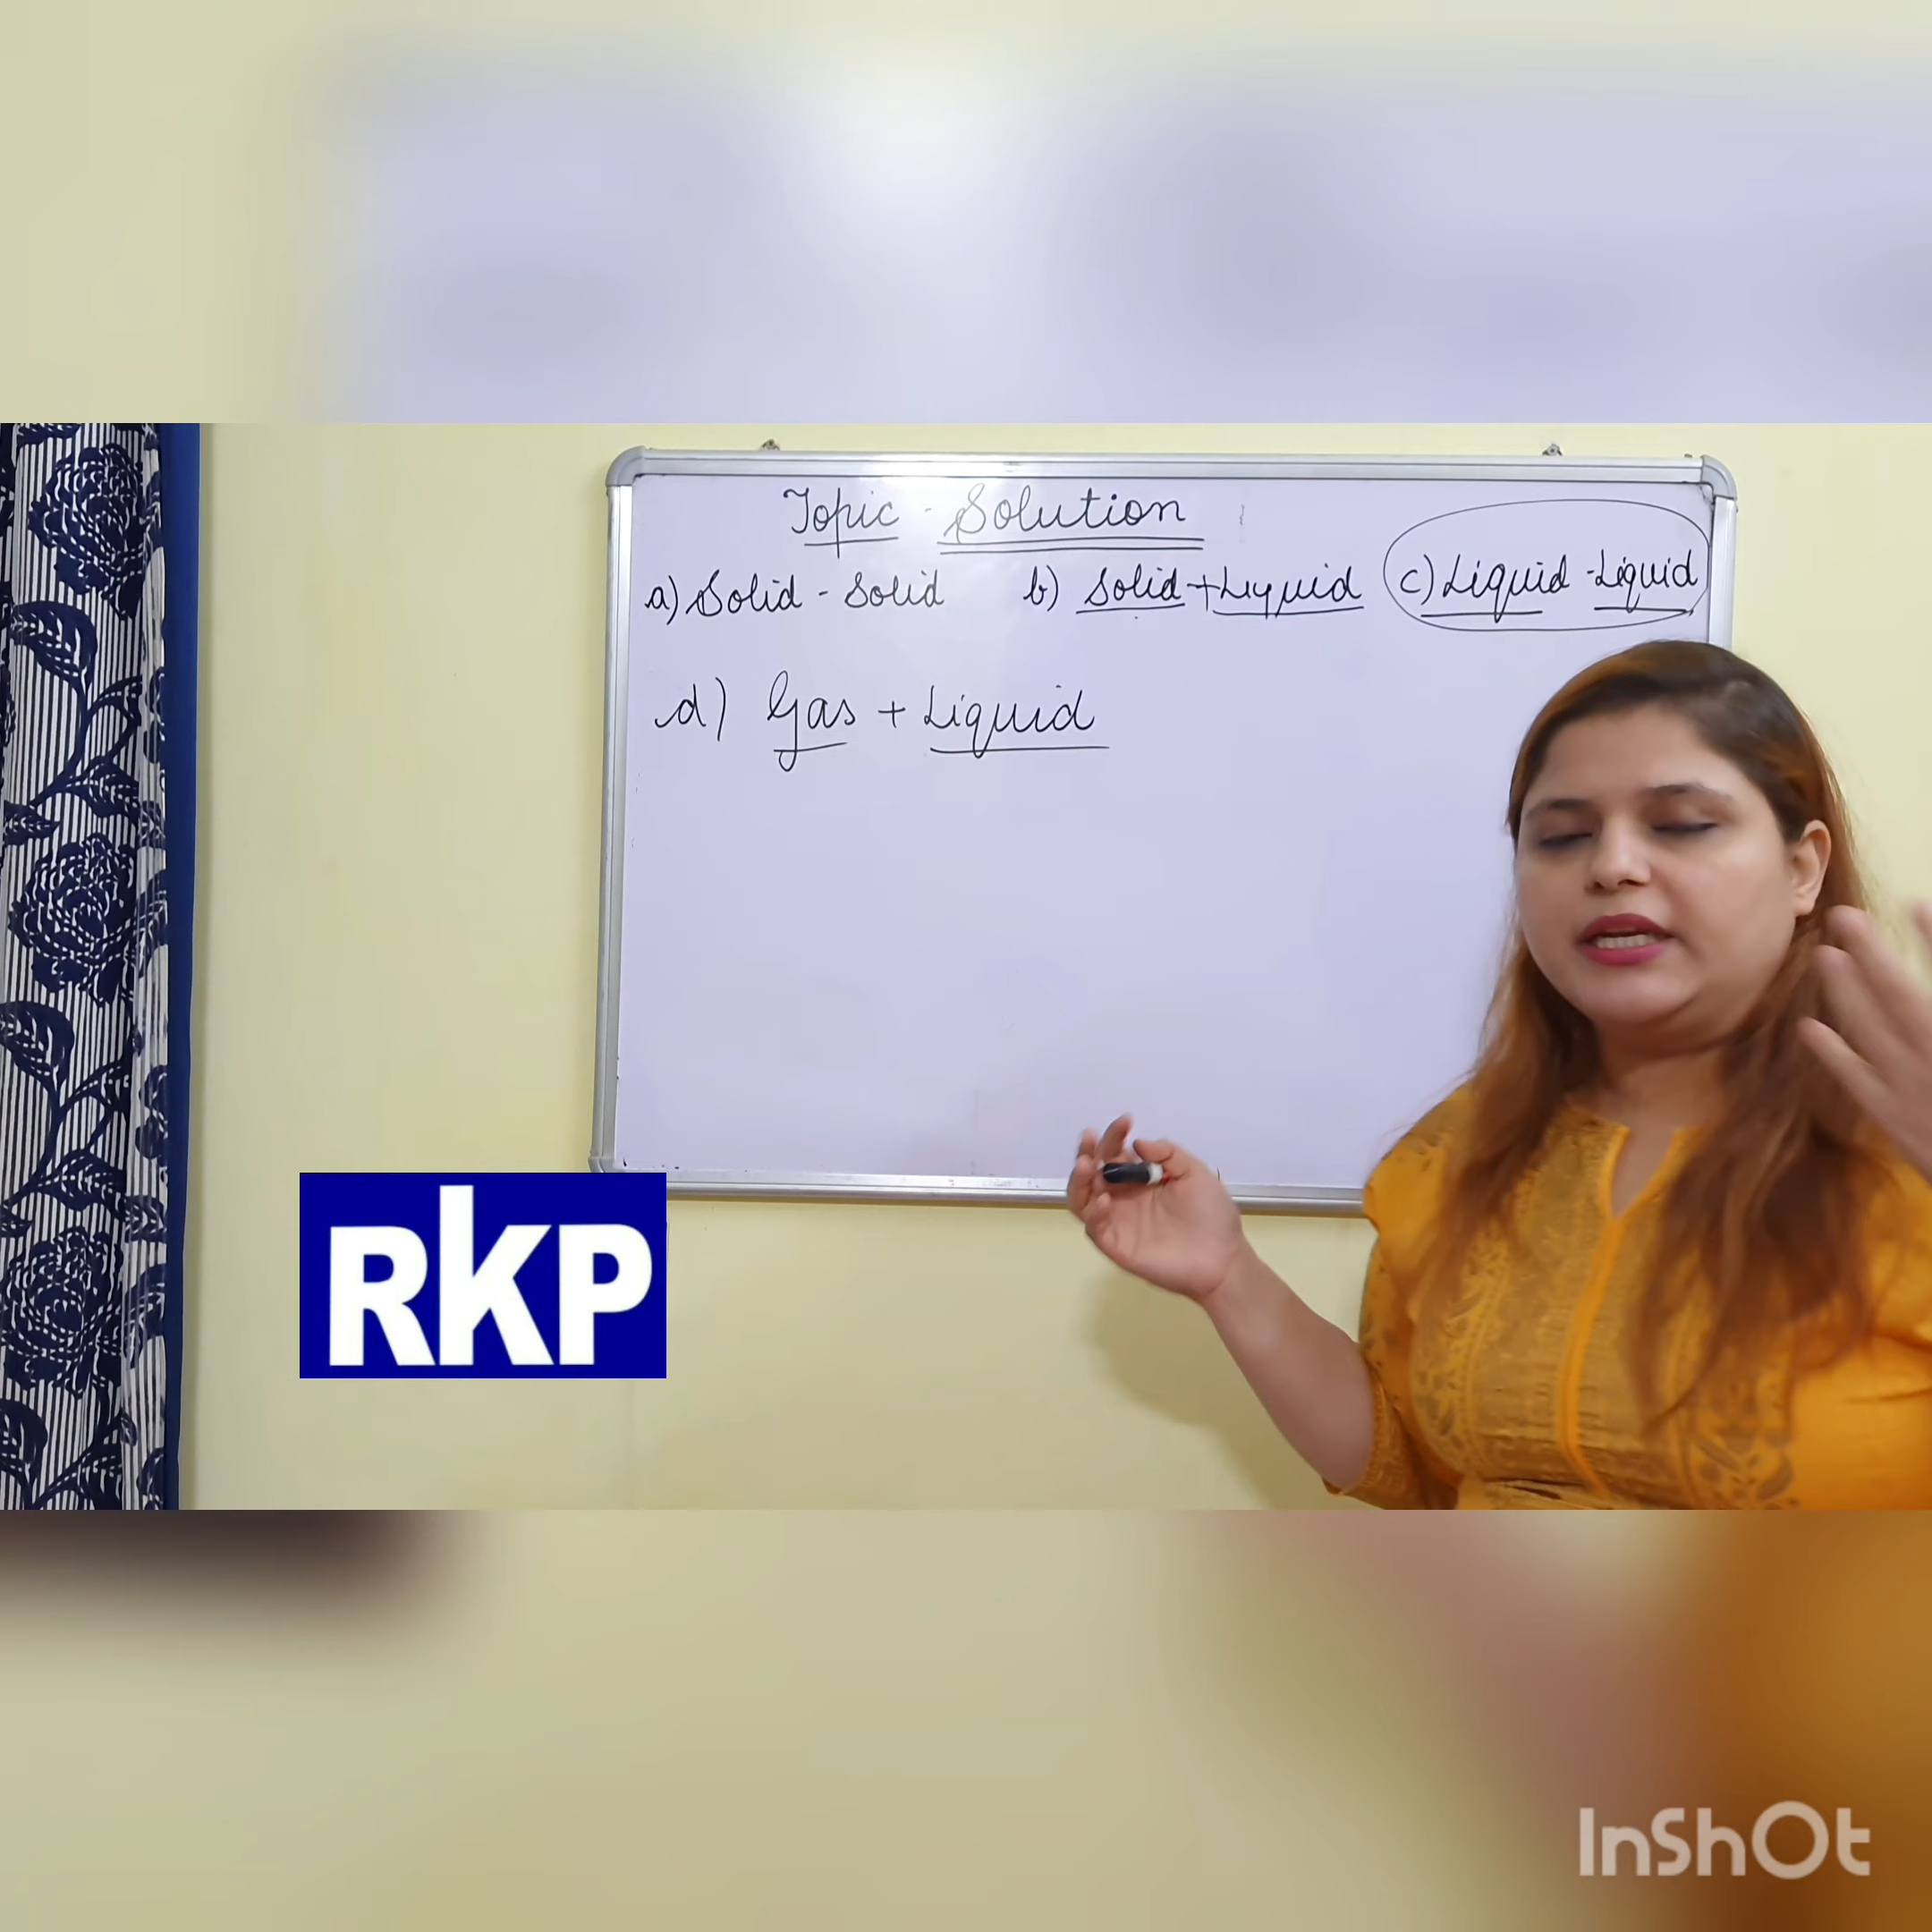 Topic - Solution
a) Solid - Solid b) Solid + Liquid c) Liquid - Liquid
d) Gas + Liquid
RKP
InShOt